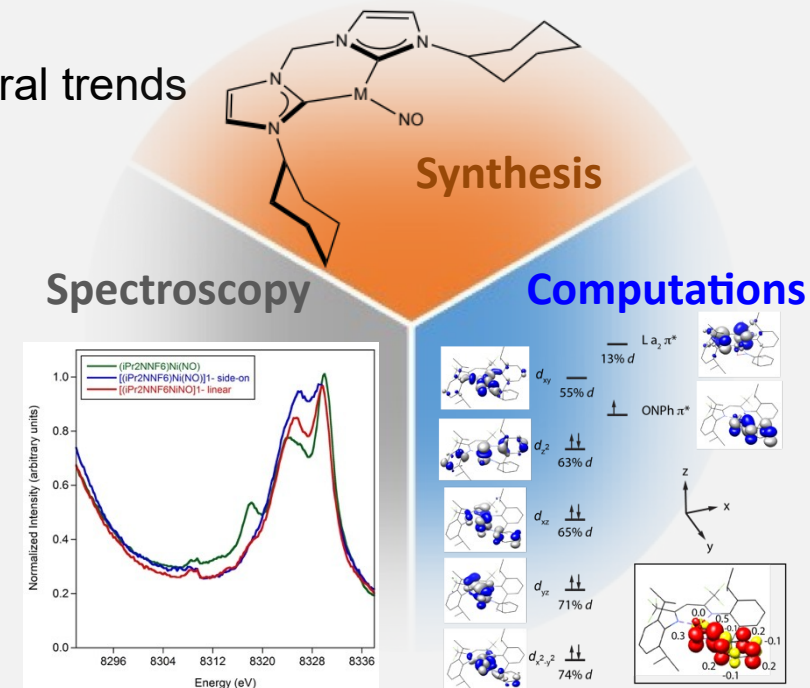 ral trends
N
N
N
N
M
NO
Synthesis
Spectroscopy
Computations
(iPr2NNF6)Ni(NO)
[(iPr2NNF6)Ni(NO)]1- side-on
[(iPr2NNF6NiNO]1- linear
Normalized Intensity (arbitrary units)
1.0
0.8
0.6
0.4
0.2
0.0
8296 8304 8312 8320 8328 8336
Energy (eV)
L a₂ π*
13% d
dxy
55% d
ONPh π*
dz²
63% d
dxz
65% d
dyz
71% d
dx²-y²
74% d
z
x
y
0.0 0.5
0.3 -0.1 0.2 -0.1
0.2 0.2
-0.1